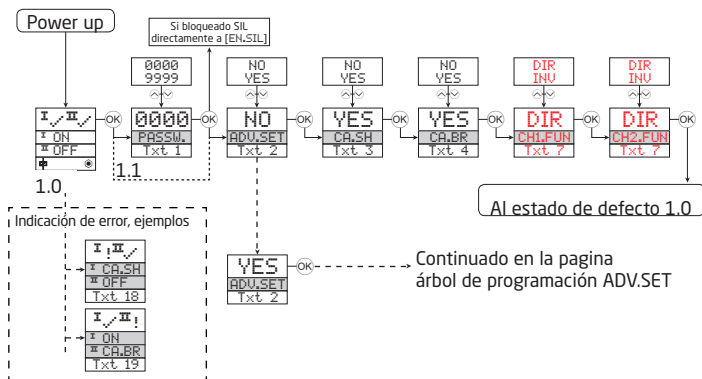 Power up
Si bloqueado SIL
directamente a [EN.SIL]
0000
9999
NO
YES
NO
YES
NO
YES
DIR
INV
DIR
INV
I / II /
I ON
II OFF
OK
0000
PASSW.
Txt 1
OK
NO
ADV.SET
Txt 2
OK
YES
CA.SH
Txt 3
OK
YES
CA.BR
Txt 4
OK
DIR
CH1.FUN
Txt 7
OK
DIR
CH2.FUN
Txt 7
OK
1.0
1.1
Al estado de defecto 1.0
Indicación de error, ejemplos
I ! II /
I CA.SH
II OFF
Txt 18
I / II !
I ON
II CA.BR
Txt 19
YES
ADV.SET
Txt 2
OK
Continuado en la pagina
árbol de programación ADV.SET